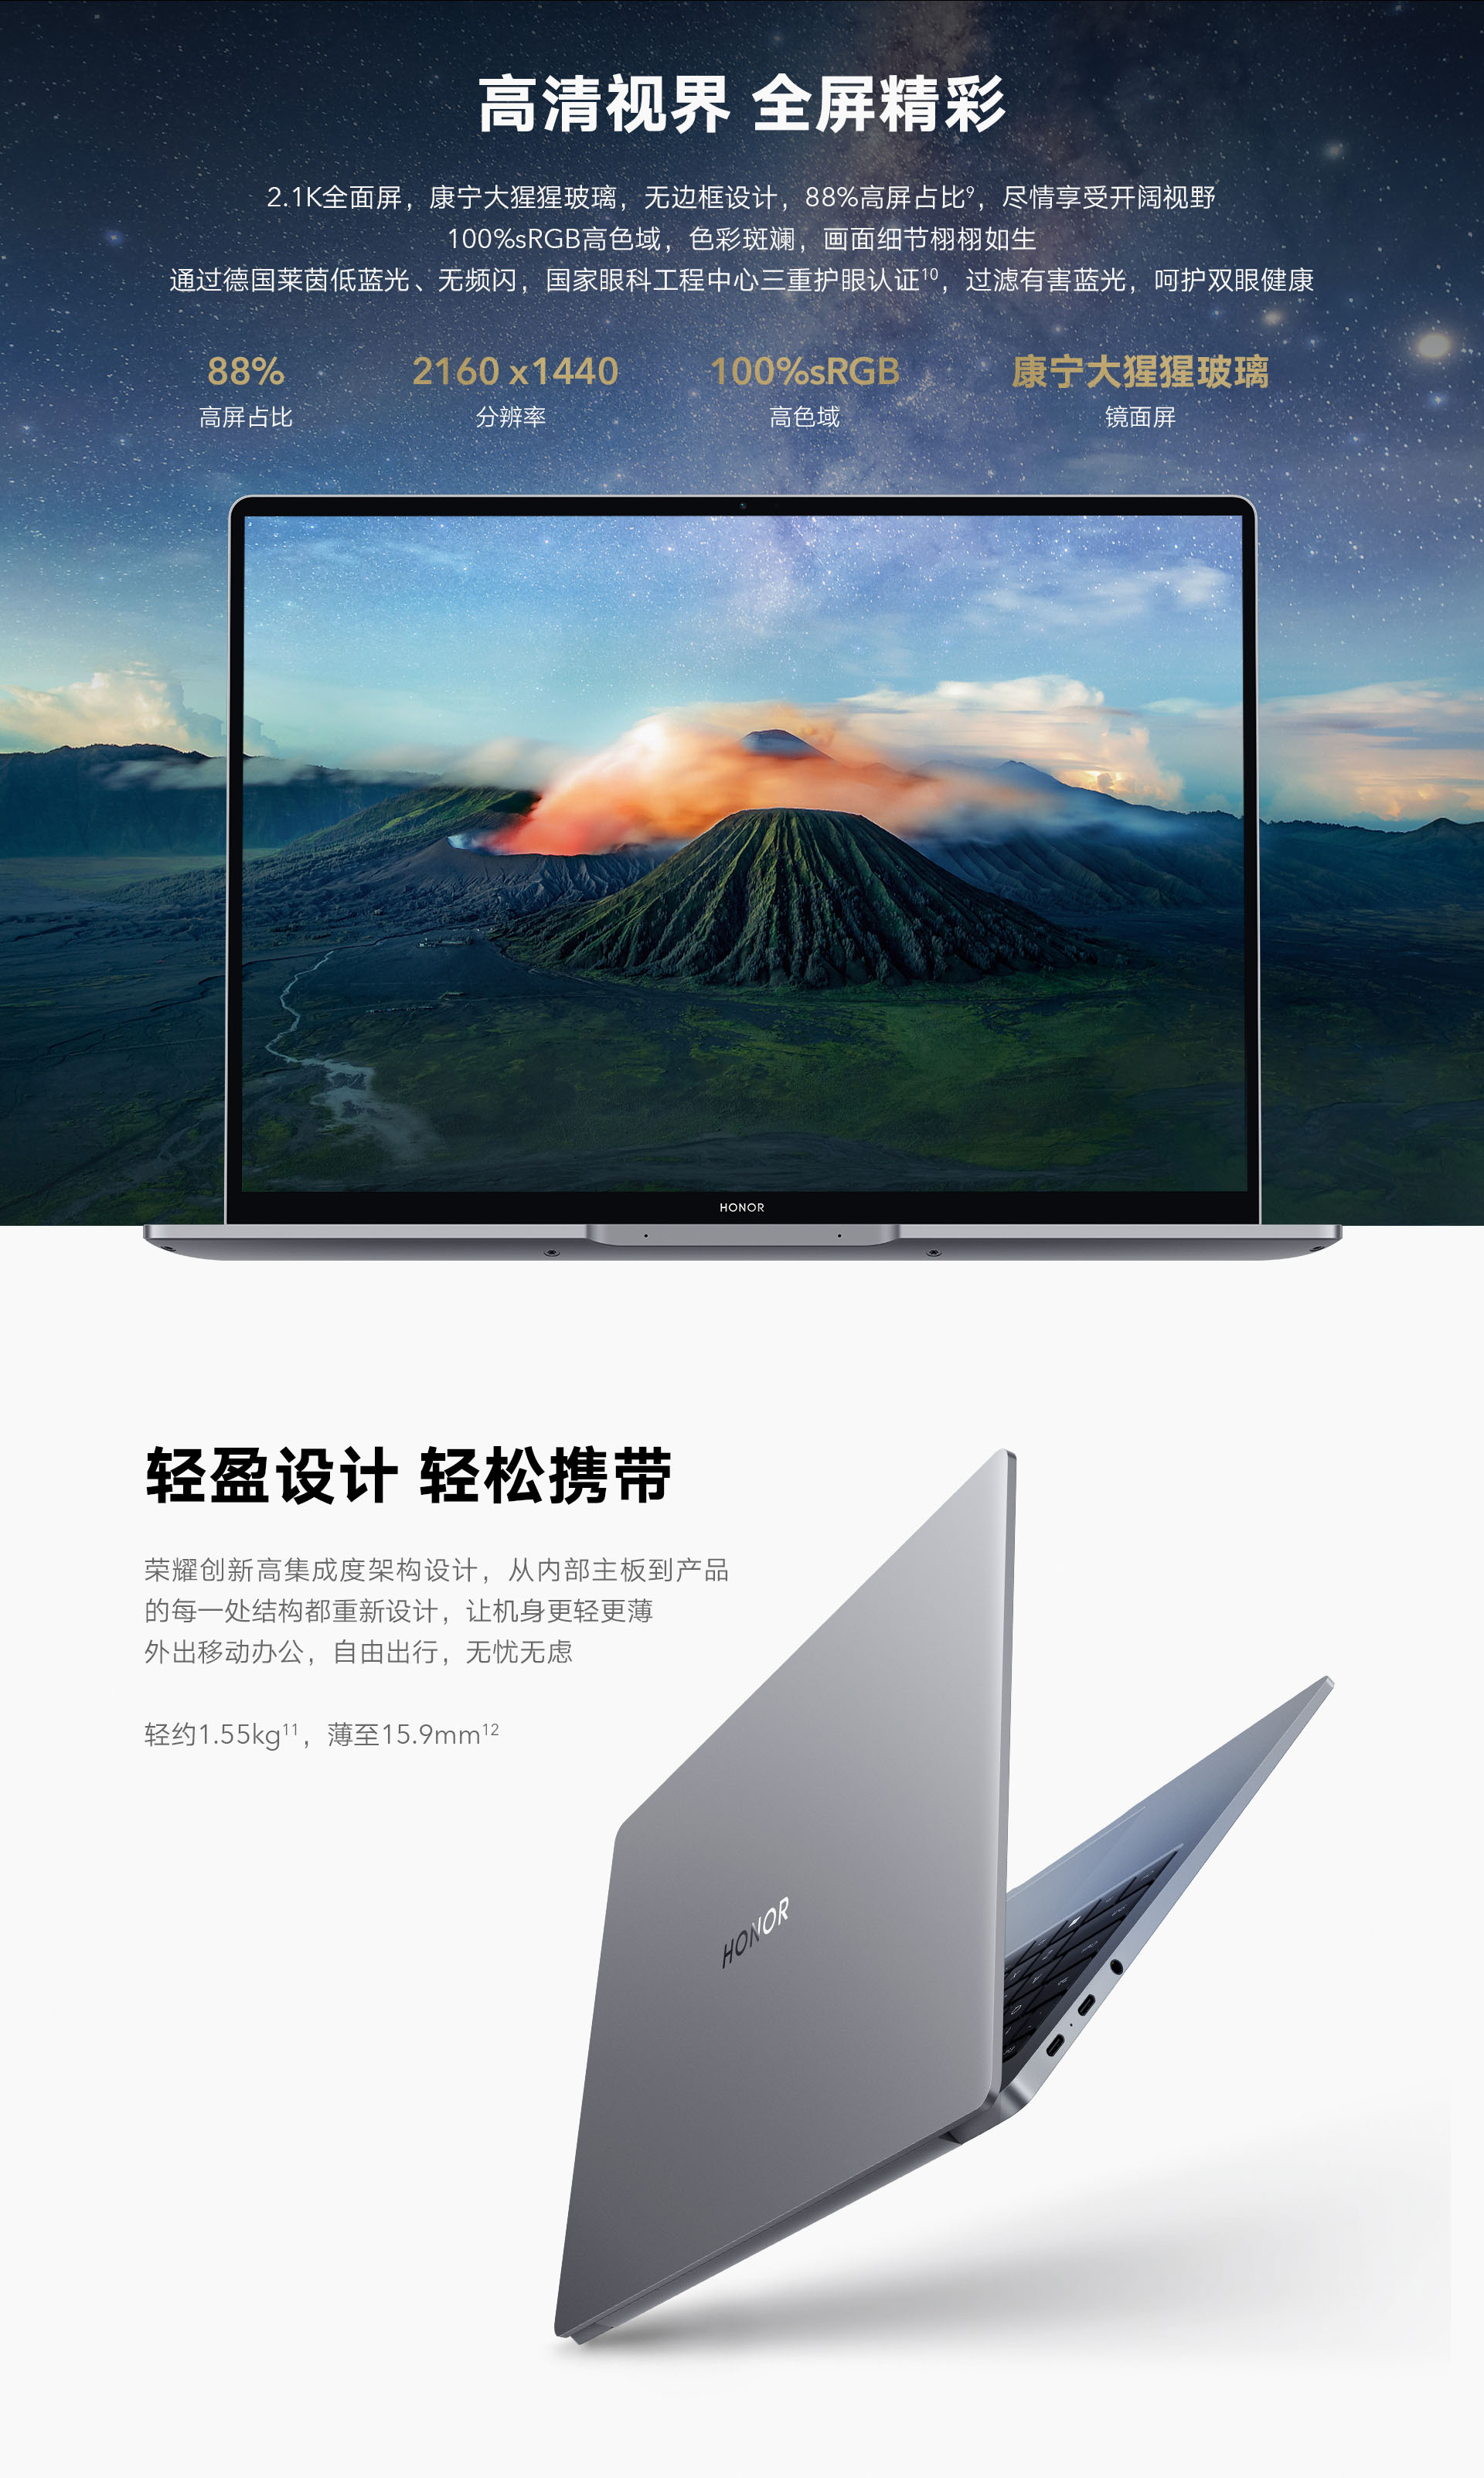 高清视界 全屏精彩
2.1K全面屏，康宁大猩猩玻璃，无边框设计，88%高屏占比⁹，尽情享受开阔视野
100%sRGB高色域，色彩斑斓，画面细节栩栩如生
通过德国莱茵低蓝光、无频闪，国家眼科工程中心三重护眼认证¹⁰，过滤有害蓝光，呵护双眼健康
88% 2160 x1440 100%sRGB 康宁大猩猩玻璃
高屏占比 分辨率 高色域 镜面屏
HONOR
轻盈设计 轻松携带
荣耀创新高集成度架构设计，从内部主板到产品
的每一处结构都重新设计，让机身更轻更薄
外出移动办公，自由出行，无忧无虑
轻约1.55kg¹¹，薄至15.9mm¹²
HONOR